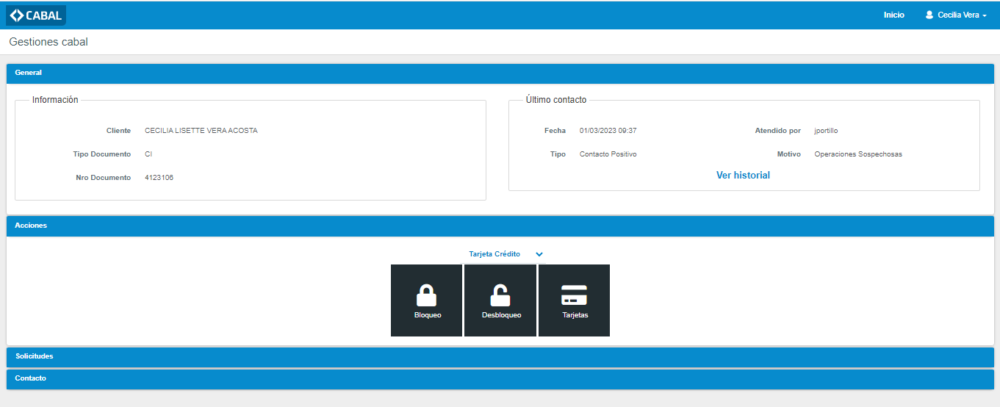 CABAL
Inicio
Cecilia Vera
Gestiones cabal
General
Información
Cliente CECILIA LISETTE VERA ACOSTA
Tipo Documento CI
Nro Documento 4123106
Último contacto
Fecha 01/03/2023 09:37 Atendido por jportillo
Tipo Contacto Positivo Motivo Operaciones Sospechosas
Ver historial
Acciones
Tarjeta Crédito
Bloqueo Desbloqueo Tarjetas
Solicitudes
Contacto